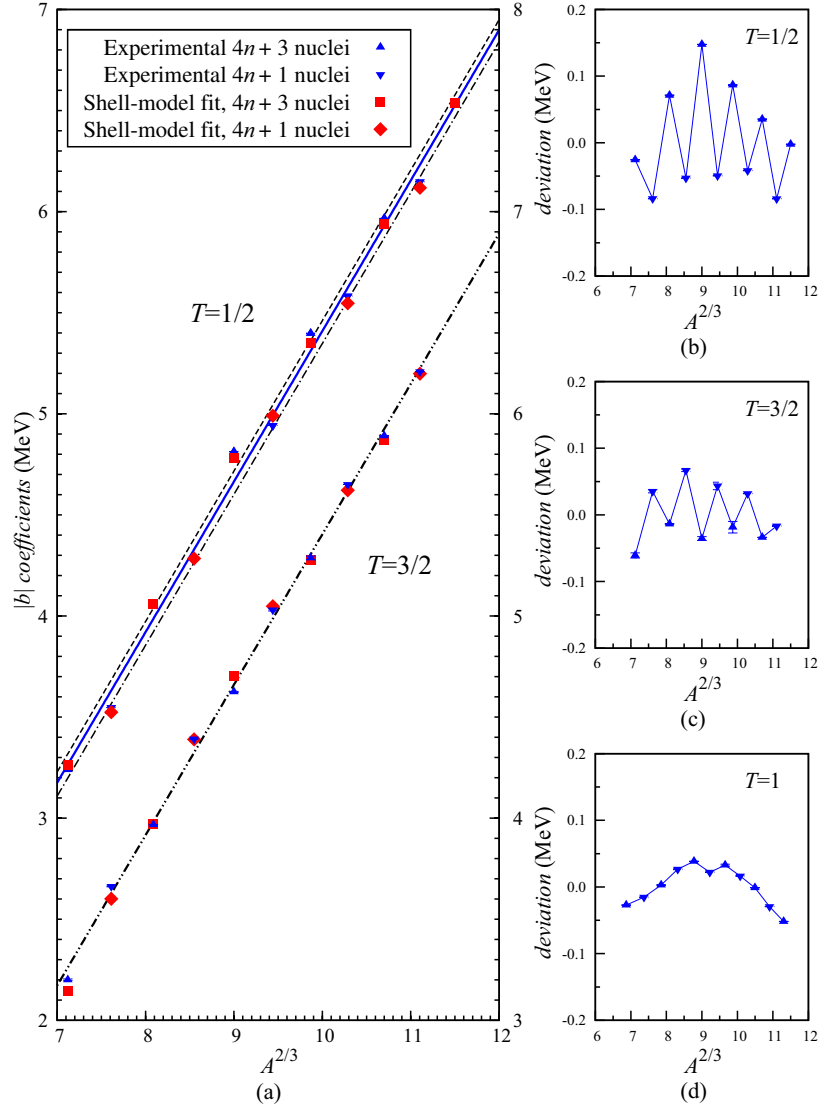 Experimental 4n + 3 nuclei
Experimental 4n + 1 nuclei
Shell-model fit, 4n + 3 nuclei
Shell-model fit, 4n + 1 nuclei
T=1/2
T=3/2
|b| coefficients (MeV)
7
6
5
4
3
2
8
7
6
5
4
3
7 8 9 10 11 12
A^{2/3}
(a)
T=1/2
deviation (MeV)
0.2
0.1
0.0
-0.1
-0.2
6 7 8 9 10 11 12
A^{2/3}
(b)
T=3/2
deviation (MeV)
0.2
0.1
0.0
-0.1
-0.2
6 7 8 9 10 11 12
A^{2/3}
(c)
T=1
deviation (MeV)
0.2
0.1
0.0
-0.1
-0.2
6 7 8 9 10 11 12
A^{2/3}
(d)